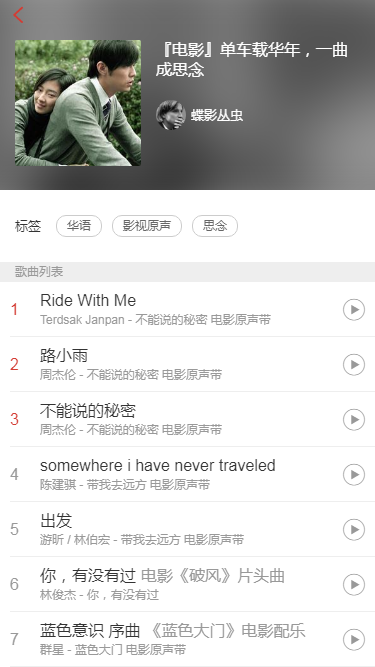 『电影』单车载华年，一曲
成思念
蝶影丛虫
标签
华语
影视原声
思念
歌曲列表
1
Ride With Me
Terdsak Janpan - 不能说的秘密 电影原声带
2
路小雨
周杰伦 - 不能说的秘密 电影原声带
3
不能说的秘密
周杰伦 - 不能说的秘密 电影原声带
4
somewhere i have never traveled
陈建骐 - 带我去远方 电影原声带
5
出发
游昕 / 林伯宏 - 带我去远方 电影原声带
6
你，有没有过 电影《破风》片头曲
林俊杰 - 你，有没有过
7
蓝色意识 序曲 《蓝色大门》电影配乐
群星 - 蓝色大门 电影原声带